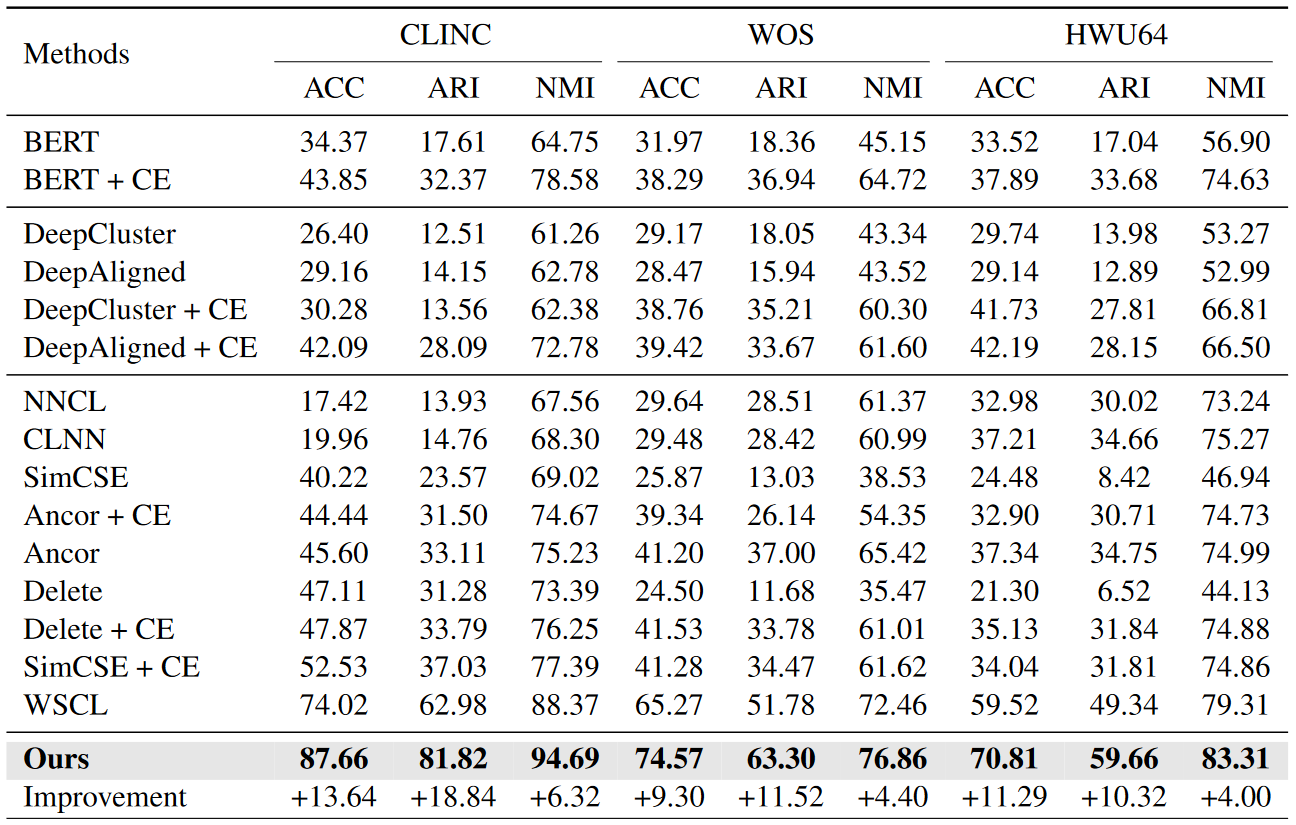 Methods CLINC WOS HWU64
ACC ARI NMI ACC ARI NMI ACC ARI NMI
BERT 34.37 17.61 64.75 31.97 18.36 45.15 33.52 17.04 56.90
BERT + CE 43.85 32.37 78.58 38.29 36.94 64.72 37.89 33.68 74.63
DeepCluster 26.40 12.51 61.26 29.17 18.05 43.34 29.74 13.98 53.27
DeepAligned 29.16 14.15 62.78 28.47 15.94 43.52 29.14 12.89 52.99
DeepCluster + CE 30.28 13.56 62.38 38.76 35.21 60.30 41.73 27.81 66.81
DeepAligned + CE 42.09 28.09 72.78 39.42 33.67 61.60 42.19 28.15 66.50
NNCL 17.42 13.93 67.56 29.64 28.51 61.37 32.98 30.02 73.24
CLNN 19.96 14.76 68.30 29.48 28.42 60.99 37.21 34.66 75.27
SimCSE 40.22 23.57 69.02 25.87 13.03 38.53 24.48 8.42 46.94
Ancor + CE 44.44 31.50 74.67 39.34 26.14 54.35 32.90 30.71 74.73
Ancor 45.60 33.11 75.23 41.20 37.00 65.42 37.34 34.75 74.99
Delete 47.11 31.28 73.39 24.50 11.68 35.47 21.30 6.52 44.13
Delete + CE 47.87 33.79 76.25 41.53 33.78 61.01 35.13 31.84 74.88
SimCSE + CE 52.53 37.03 77.39 41.28 34.47 61.62 34.04 31.81 74.86
WSCL 74.02 62.98 88.37 65.27 51.78 72.46 59.52 49.34 79.31
Ours 87.66 81.82 94.69 74.57 63.30 76.86 70.81 59.66 83.31
Improvement +13.64 +18.84 +6.32 +9.30 +11.52 +4.40 +11.29 +10.32 +4.00